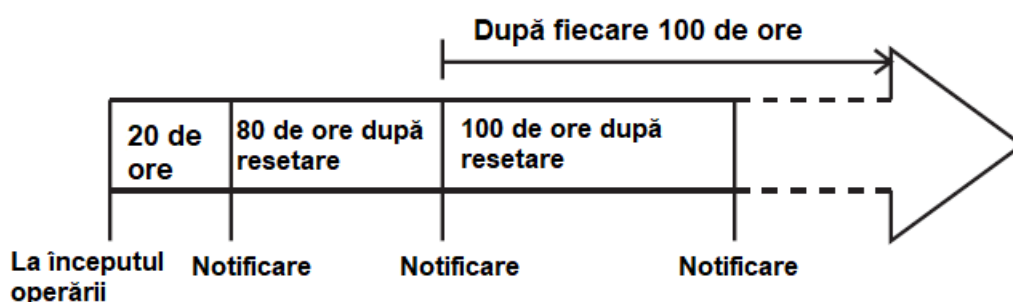 După fiecare 100 de ore
20 de
ore
80 de ore după
resetare
100 de ore după
resetare
La începutul
operării
Notificare
Notificare
Notificare